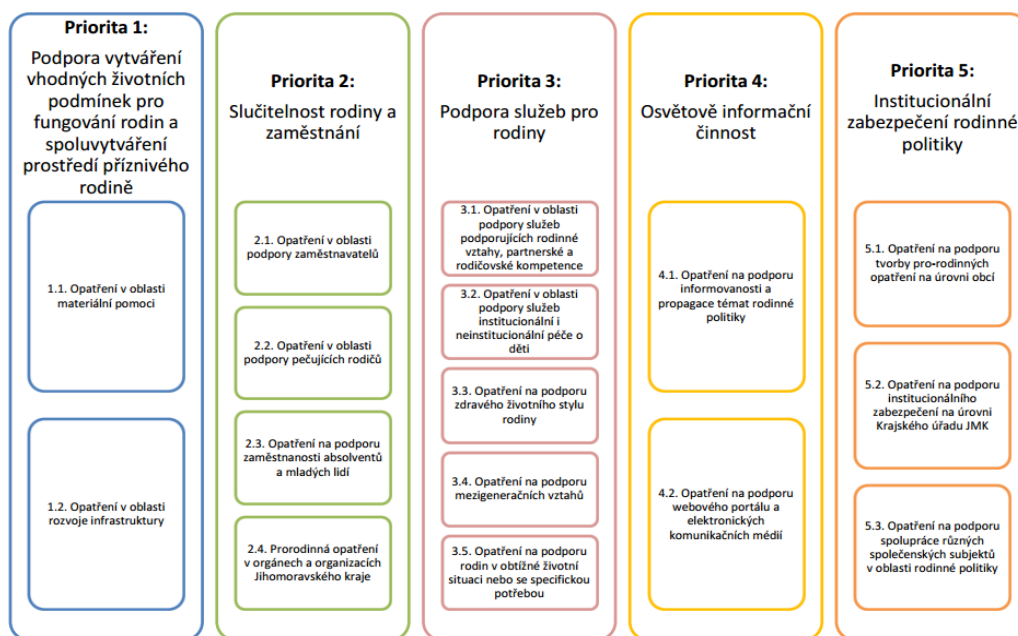 Priorita 1:
Podpora vytváření
vhodných životních
podmínek pro
fungování rodin a
spoluvytváření
prostředí příznivého
rodině
1.1. Opatření v oblasti
materiální pomoci
1.2. Opatření v oblasti
rozvoje infrastruktury
Priorita 2:
Slučitelnost rodiny a
zaměstnání
2.1. Opatření v oblasti
podpory zaměstnavatelů
2.2. Opatření v oblasti
podpory pečujících rodičů
2.3. Opatření na podporu
zaměstnanosti absolventů
a mladých lidí
2.4. Prorodinná opatření
v orgánech a organizacích
Jihomoravského kraje
Priorita 3:
Podpora služeb pro
rodiny
3.1. Opatření v oblasti
podpory služeb
podporujících rodinné
vztahy, partnerské a
rodičovské kompetence
3.2. Opatření v oblasti
podpory služeb
institucionální i
neinstitucionální péče o
děti
3.3. Opatření na podporu
zdravého životního stylu
rodiny
3.4. Opatření na podporu
mezigeneračních vztahů
3.5. Opatření na podporu
rodin v obtížné životní
situaci nebo se specifickou
potřebou
Priorita 4:
Osvětově informační
činnost
4.1. Opatření na podporu
informovanosti a
propagace témat rodinné
politiky
4.2. Opatření na podporu
webového portálu a
elektronických
komunikačních médií
Priorita 5:
Institucionální
zabezpečení rodinné
politiky
5.1. Opatření na podporu
tvorby pro-rodinných
opatření na úrovni obcí
5.2. Opatření na podporu
institucionálního
zabezpečení na úrovni
Krajského úřadu JMK
5.3. Opatření na podporu
spolupráce různých
společenských subjektů
v oblasti rodinné politiky